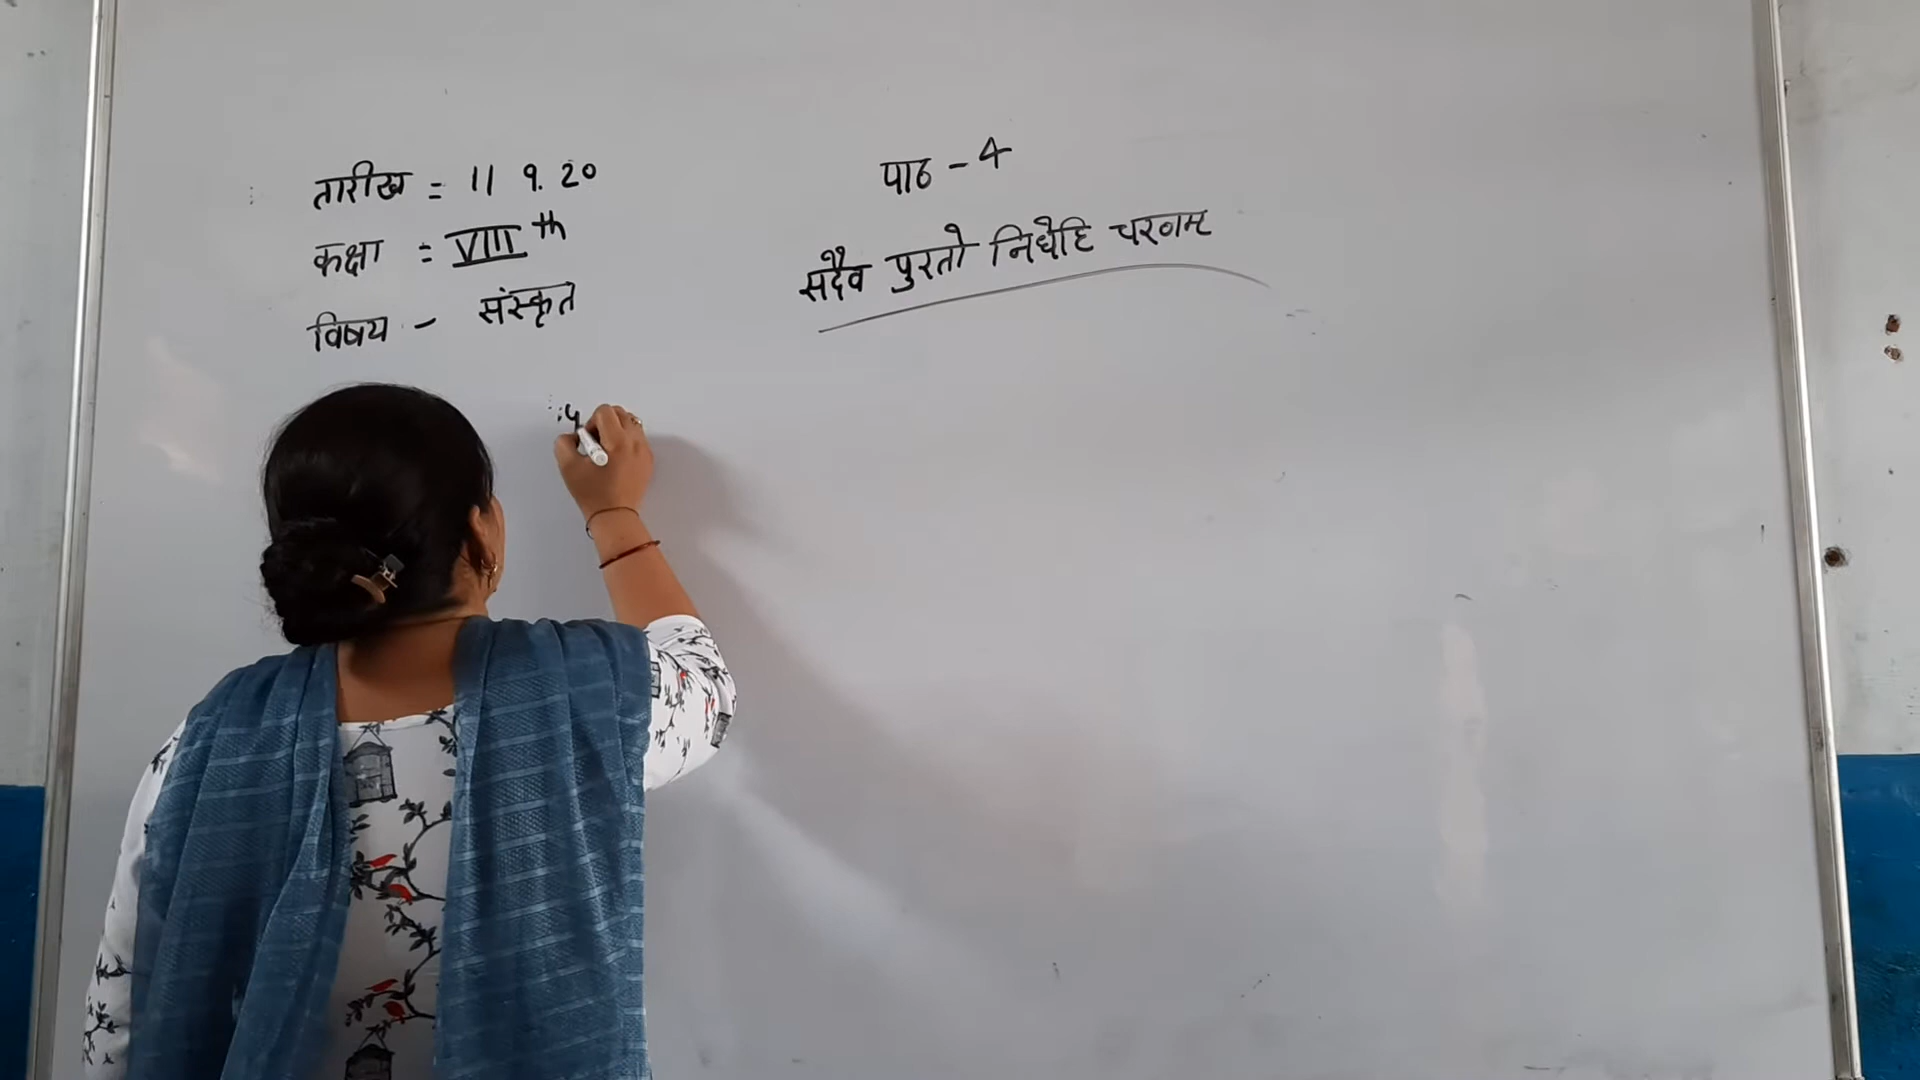 तारीख = 11 9. 20
कक्षा = VIII th
विषय - संस्कृत
पाठ - 4
सदैव पुरतो निधेहि चरणम्